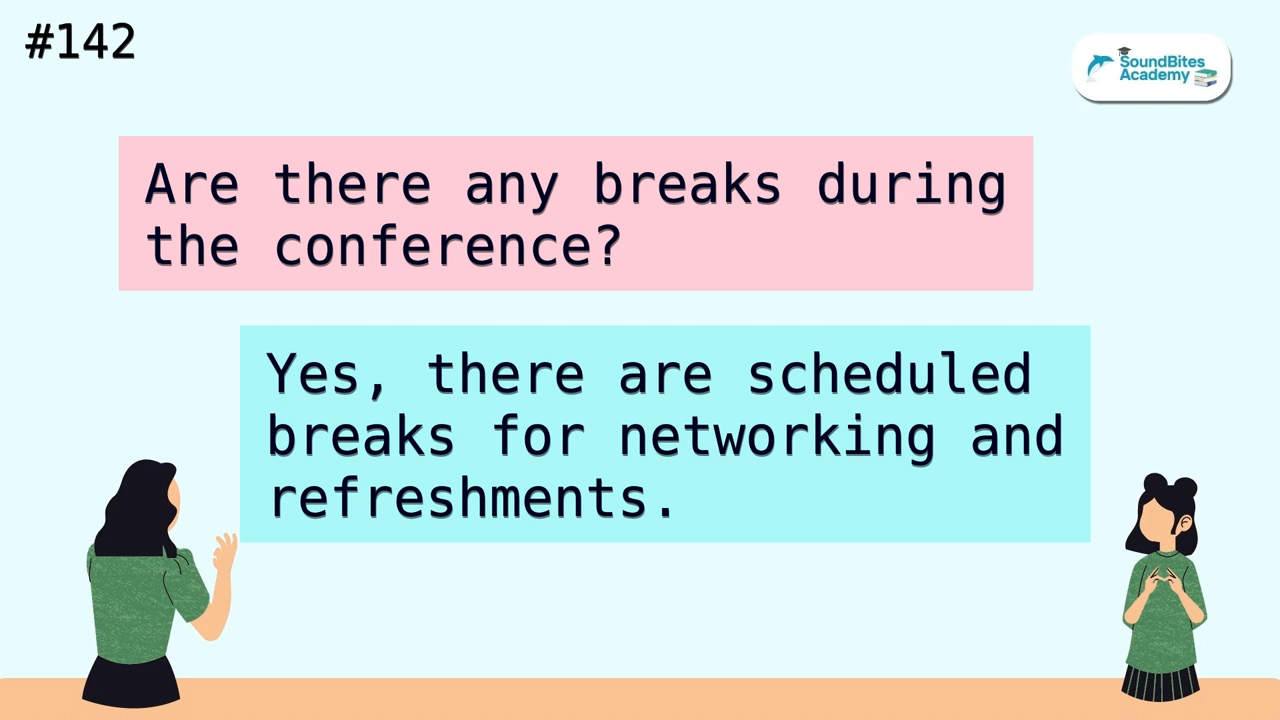 #142
SoundBites
Academy
Are there any breaks during
the conference?
Yes, there are scheduled
breaks for networking and
refreshments.